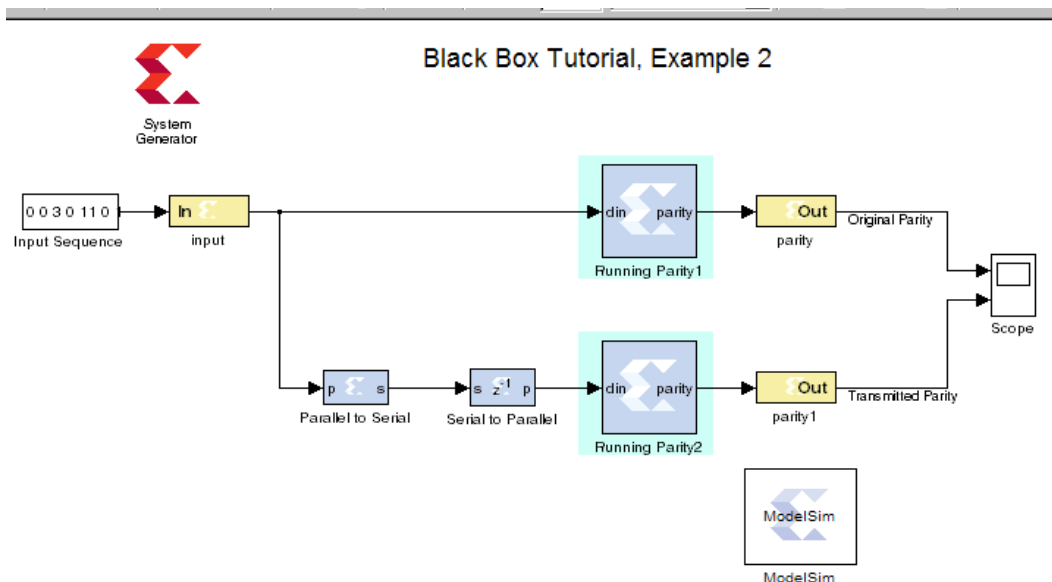 Black Box Tutorial, Example 2
System
Generator
0 0 3 0 11 0
Input Sequence
In
input
din parity
Running Parity1
Out
parity
Original Parity
Scope
p s
Parallel to Serial
s z-1 p
Serial to Parallel
din parity
Running Parity2
Out
parity1
Transmitted Parity
ModelSim
ModelSim